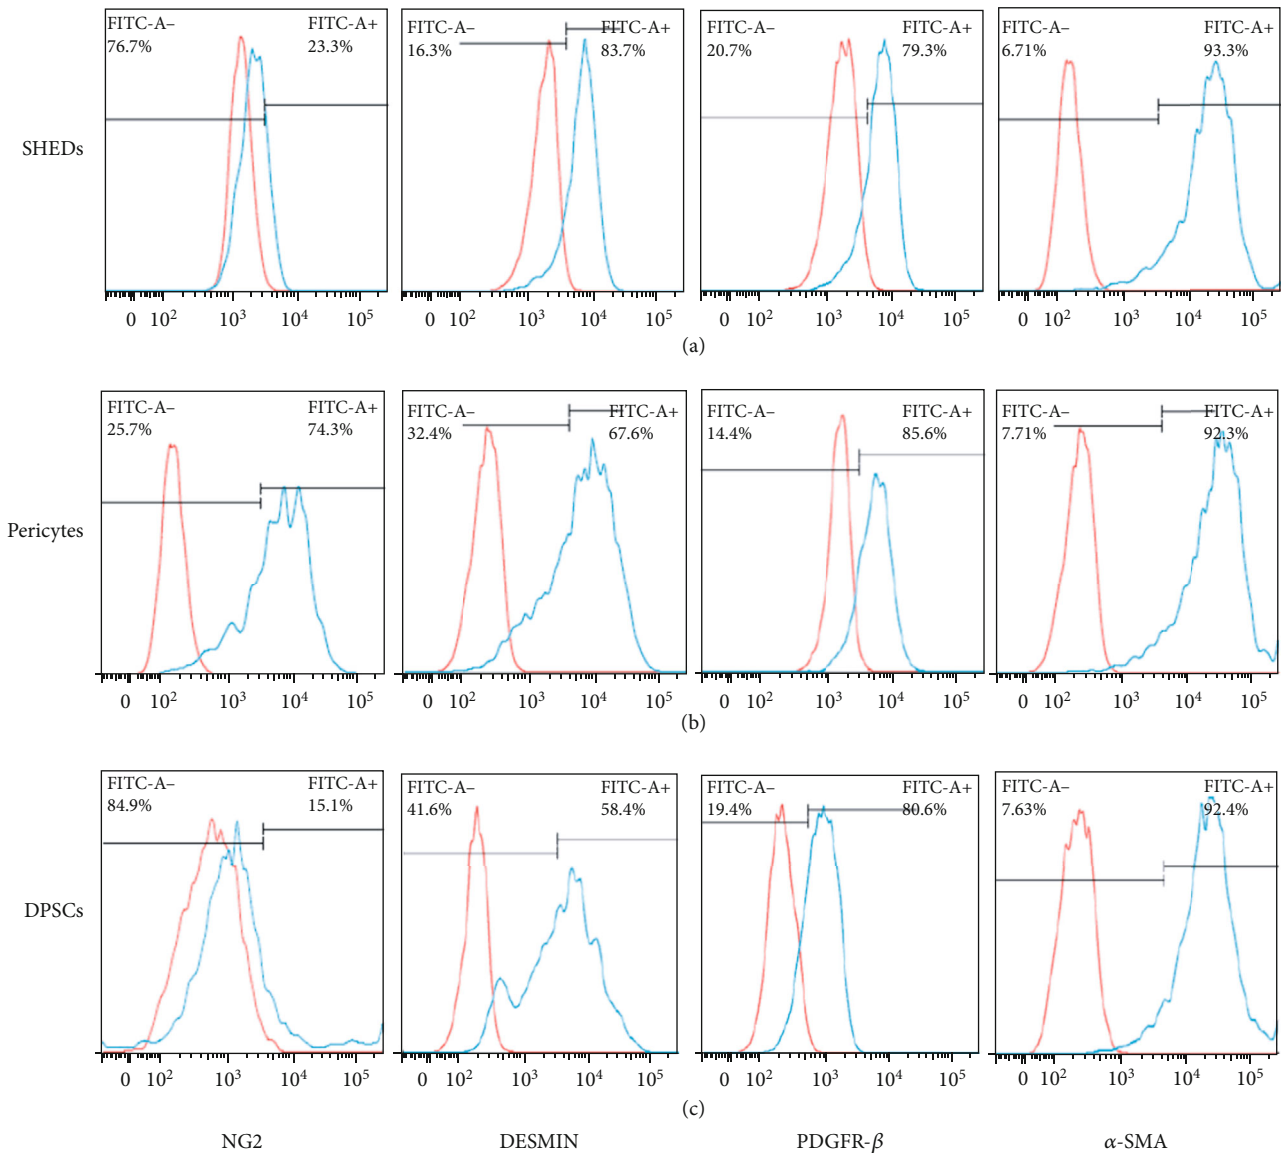 FITC-A– FITC-A+ FITC-A– FITC-A+ FITC-A– FITC-A+ FITC-A– FITC-A+
76.7% 23.3% 16.3% 83.7% 20.7% 79.3% 6.71% 93.3%
SHEDs
0 10² 10³ 10⁴ 10⁵ 0 10² 10³ 10⁴ 10⁵ 0 10² 10³ 10⁴ 10⁵ 0 10² 10³ 10⁴ 10⁵
(a)
FITC-A– FITC-A+ FITC-A– FITC-A+ FITC-A– FITC-A+ FITC-A– FITC-A+
25.7% 74.3% 32.4% 67.6% 14.4% 85.6% 7.71% 92.3%
Pericytes
0 10² 10³ 10⁴ 10⁵ 0 10² 10³ 10⁴ 10⁵ 0 10² 10³ 10⁴ 10⁵ 0 10² 10³ 10⁴ 10⁵
(b)
FITC-A– FITC-A+ FITC-A– FITC-A+ FITC-A– FITC-A+ FITC-A– FITC-A+
84.9% 15.1% 41.6% 58.4% 19.4% 80.6% 7.63% 92.4%
DPSCs
0 10² 10³ 10⁴ 10⁵ 0 10² 10³ 10⁴ 10⁵ 0 10² 10³ 10⁴ 10⁵ 0 10² 10³ 10⁴ 10⁵
(c)
NG2 DESMIN PDGFR-β α-SMA